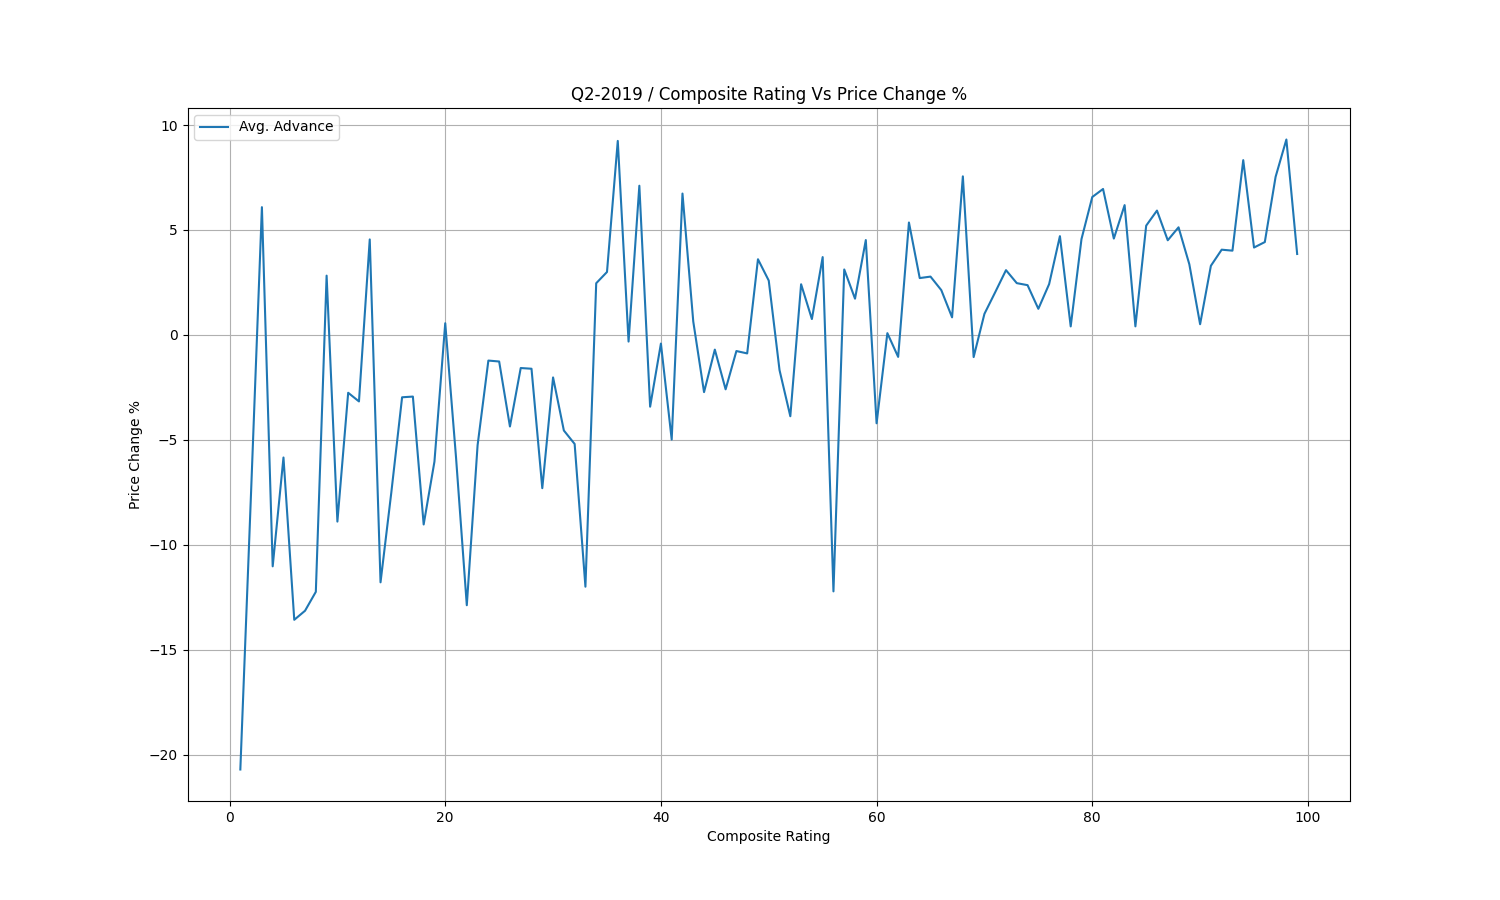 Q2-2019 / Composite Rating Vs Price Change %
Avg. Advance
10
5
0
−5
−10
−15
−20
Price Change %
0 20 40 60 80 100
Composite Rating